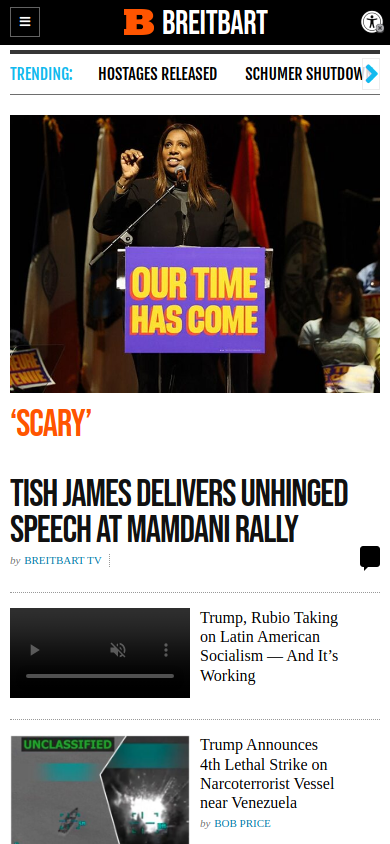 B BREITBART
TRENDING:
HOSTAGES RELEASED
SCHUMER SHUTDOW
OUR TIME
HAS COME
‘SCARY’
TISH JAMES DELIVERS UNHINGED
SPEECH AT MAMDANI RALLY
by BREITBART TV
Trump, Rubio Taking
on Latin American
Socialism — And It’s
Working
UNCLASSIFIED
Trump Announces
4th Lethal Strike on
Narcoterrorist Vessel
near Venezuela
by BOB PRICE